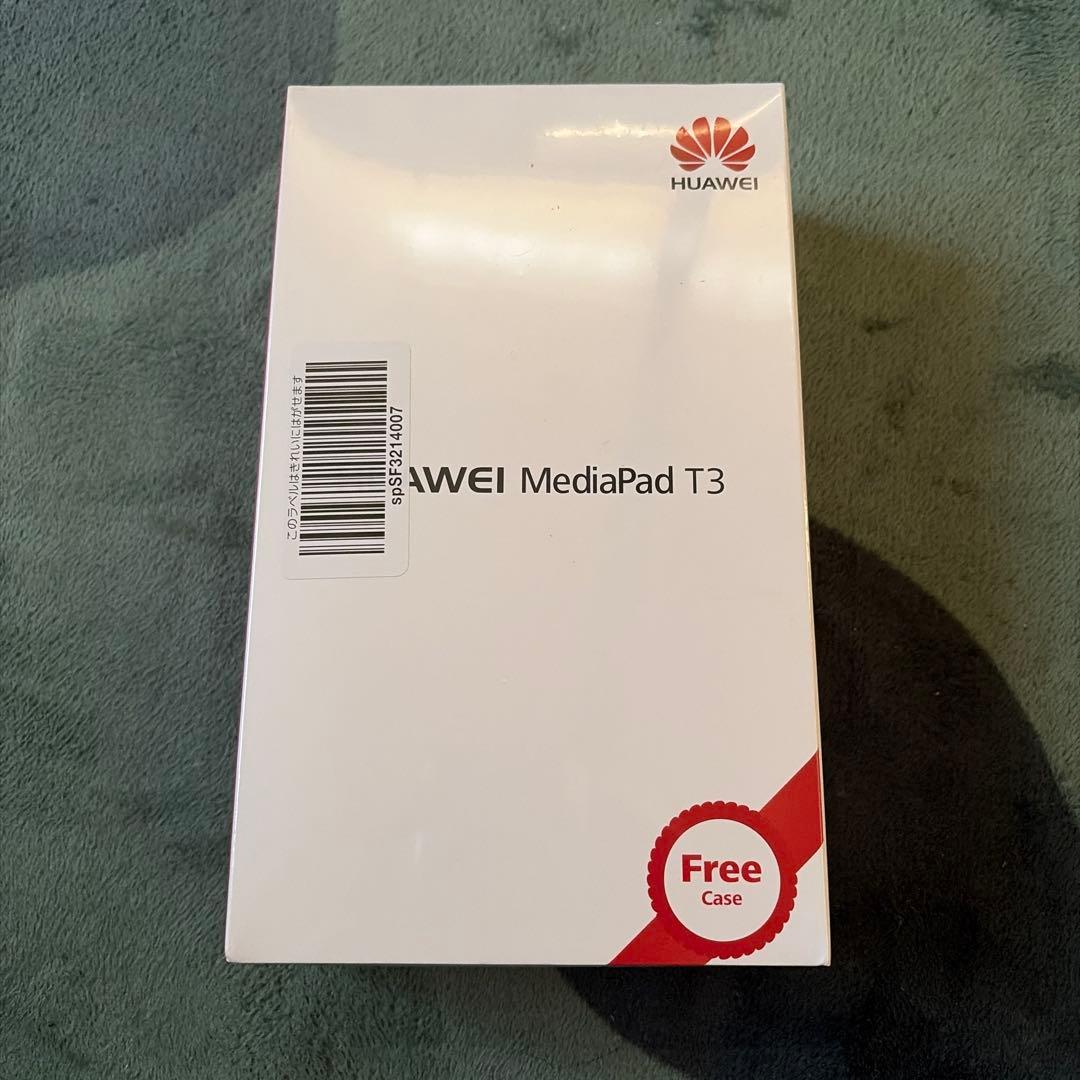 HUAWEI
このラベルはきれいにはがせます
spSF3214007
AWEI MediaPad T3
Free
Case